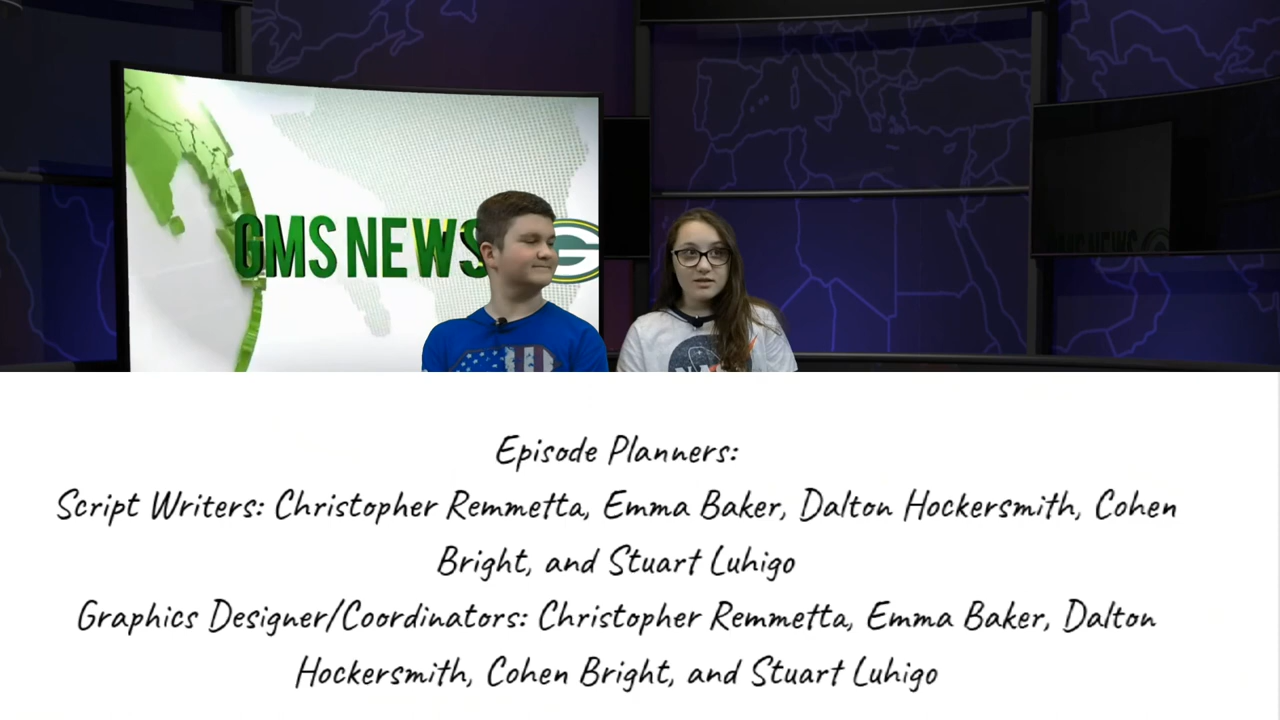 GMS NEWS G
Episode Planners:
Script Writers: Christopher Remmetta, Emma Baker, Dalton Hockersmith, Cohen
Bright, and Stuart Luhigo
Graphics Designer/Coordinators: Christopher Remmetta, Emma Baker, Dalton
Hockersmith, Cohen Bright, and Stuart Luhigo